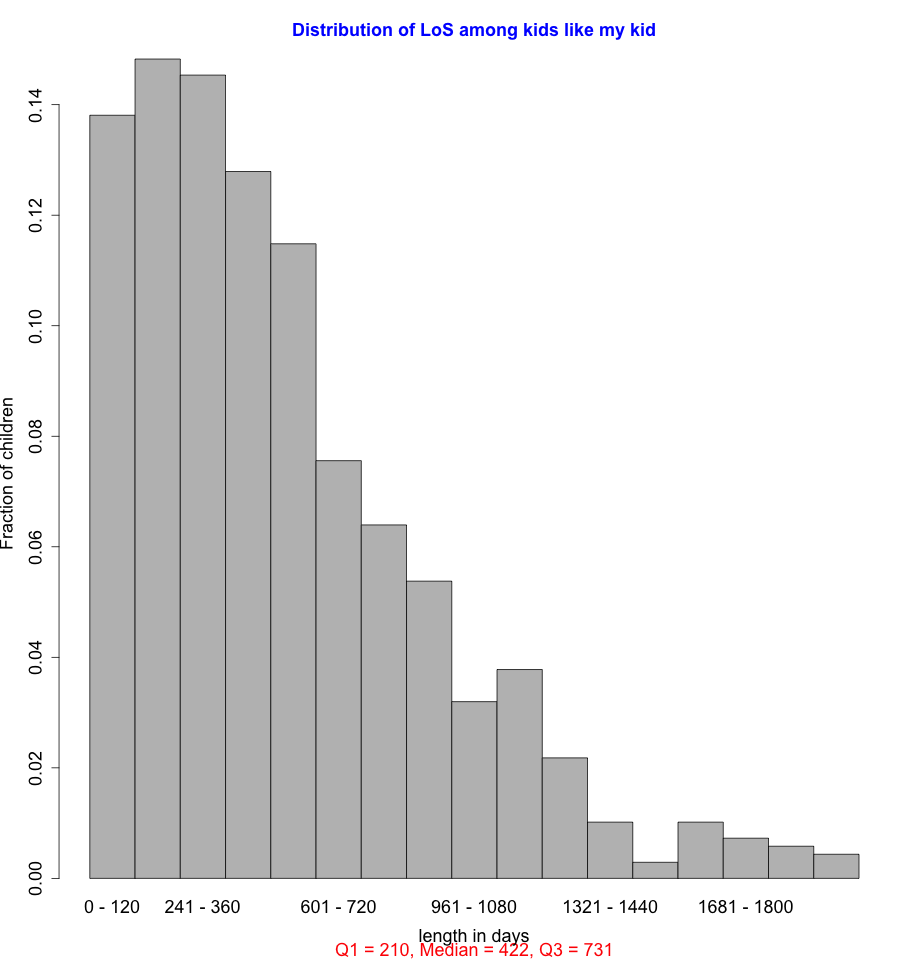 Distribution of LoS among kids like my kid
Fraction of children
0.14
0.12
0.10
0.08
0.06
0.04
0.02
0.00
0 - 120 241 - 360 601 - 720 961 - 1080 1321 - 1440 1681 - 1800
length in days
Q1 = 210, Median = 422, Q3 = 731